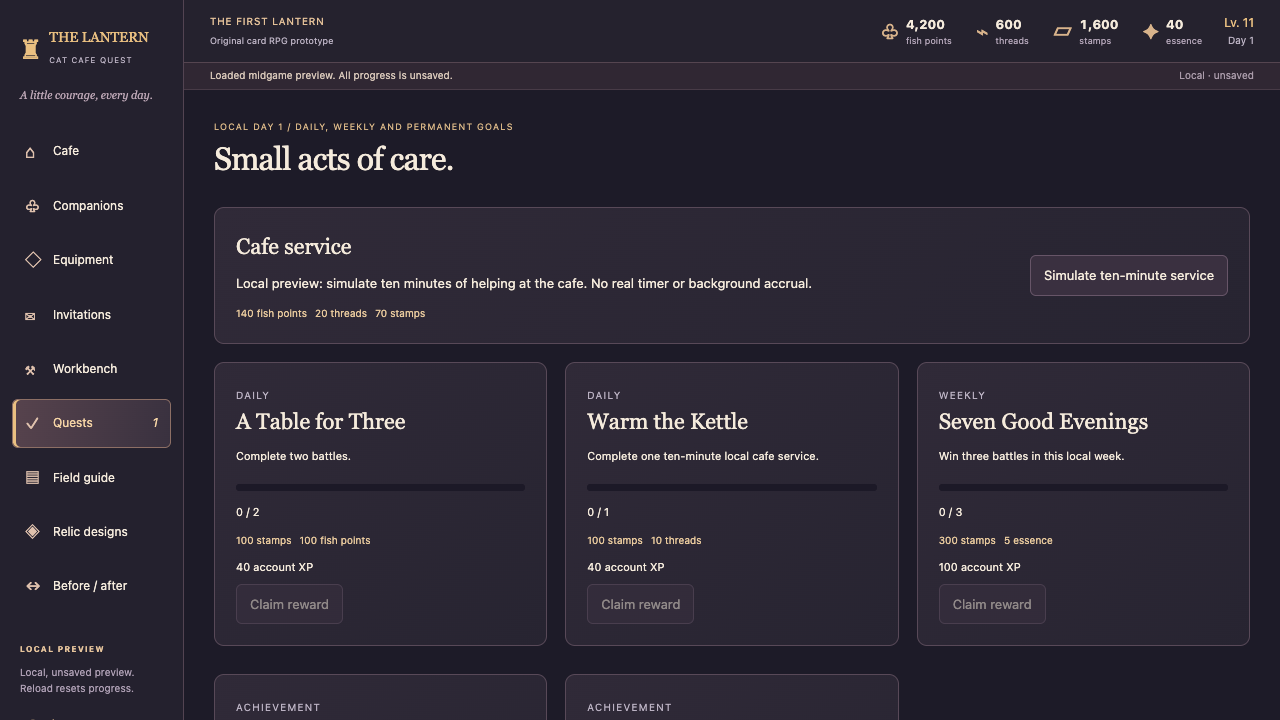 THE LANTERN
CAT CAFE QUEST
A little courage, every day.
Cafe
Companions
Equipment
Invitations
Workbench
Quests 1
Field guide
Relic designs
Before / after
LOCAL PREVIEW
Local, unsaved preview.
Reload resets progress.
THE FIRST LANTERN
Original card RPG prototype
4,200
fish points
600
threads
1,600
stamps
40
essence
Lv. 11
Day 1
Loaded midgame preview. All progress is unsaved.
Local · unsaved
LOCAL DAY 1 / DAILY, WEEKLY AND PERMANENT GOALS
Small acts of care.
Cafe service
Local preview: simulate ten minutes of helping at the cafe. No real timer or background accrual.
140 fish points 20 threads 70 stamps
Simulate ten-minute service
DAILY
A Table for Three
Complete two battles.
0 / 2
100 stamps 100 fish points
40 account XP
Claim reward
DAILY
Warm the Kettle
Complete one ten-minute local cafe service.
0 / 1
100 stamps 10 threads
40 account XP
Claim reward
WEEKLY
Seven Good Evenings
Win three battles in this local week.
0 / 3
300 stamps 5 essence
100 account XP
Claim reward
ACHIEVEMENT
ACHIEVEMENT